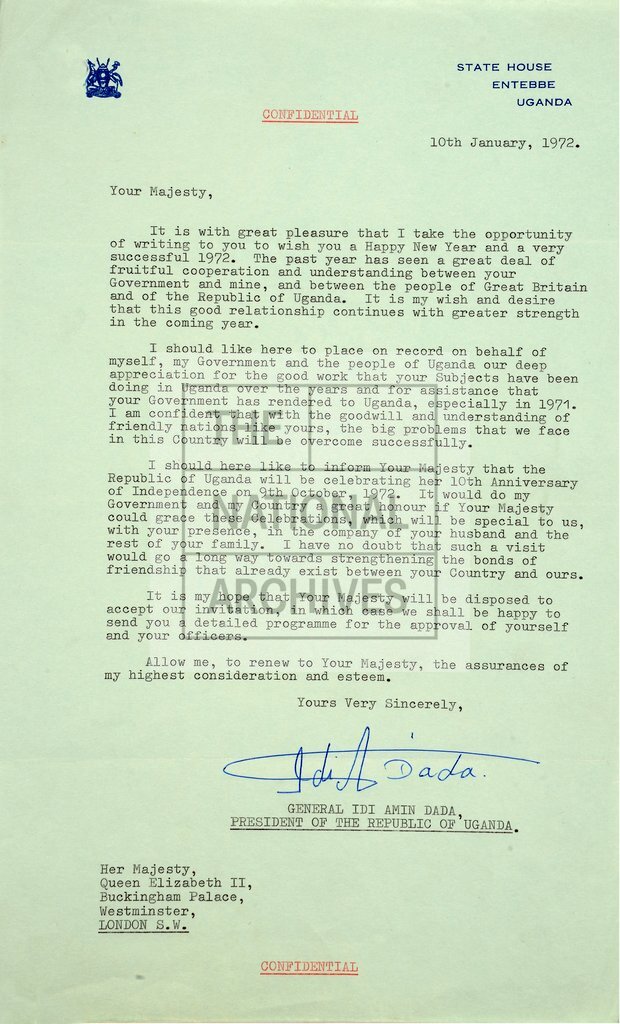 STATE HOUSE
ENTEBBE
UGANDA
CONFIDENTIAL
10th January, 1972.
Your Majesty,
It is with great pleasure that I take the opportunity
of writing to you to wish you a Happy New Year and a very
successful 1972. The past year has seen a great deal of
fruitful cooperation and understanding between your
Government and mine, and between the people of Great Britain
and of the Republic of Uganda. It is my wish and desire
that this good relationship continues with greater strength
in the coming year.
I should like here to place on record on behalf of
myself, my Government and the people of Uganda our deep
appreciation for the good work that your Subjects have been
doing in Uganda over the years and for assistance that
your Government has rendered to Uganda, especially in 1971.
I am confident that with the goodwill and understanding of
friendly nations like yours, the big problems that we face
in this Country will be overcome successfully.
I should here like to inform Your Majesty that the
Republic of Uganda will be celebrating her 10th Anniversary
of Independence on 9th October, 1972. It would do my
Government and my Country a great honour if Your Majesty
could grace these celebrations, which will be special to us,
with your presence, in the company of your husband and the
rest of your family. I have no doubt that such a visit
would go a long way towards strengthening the bonds of
friendship that already exist between your Country and ours.
It is my hope that Your Majesty will be disposed to
accept our invitation, in which case we shall be happy to
send you a detailed programme for the approval of yourself
and your officers.
Allow me, to renew to Your Majesty, the assurances of
my highest consideration and esteem.
Yours Very Sincerely,
Idi A Dada.
GENERAL IDI AMIN DADA,
PRESIDENT OF THE REPUBLIC OF UGANDA.
Her Majesty,
Queen Elizabeth II,
Buckingham Palace,
Westminster,
LONDON S.W.
CONFIDENTIAL
THE
NATIONAL
ARCHIVES